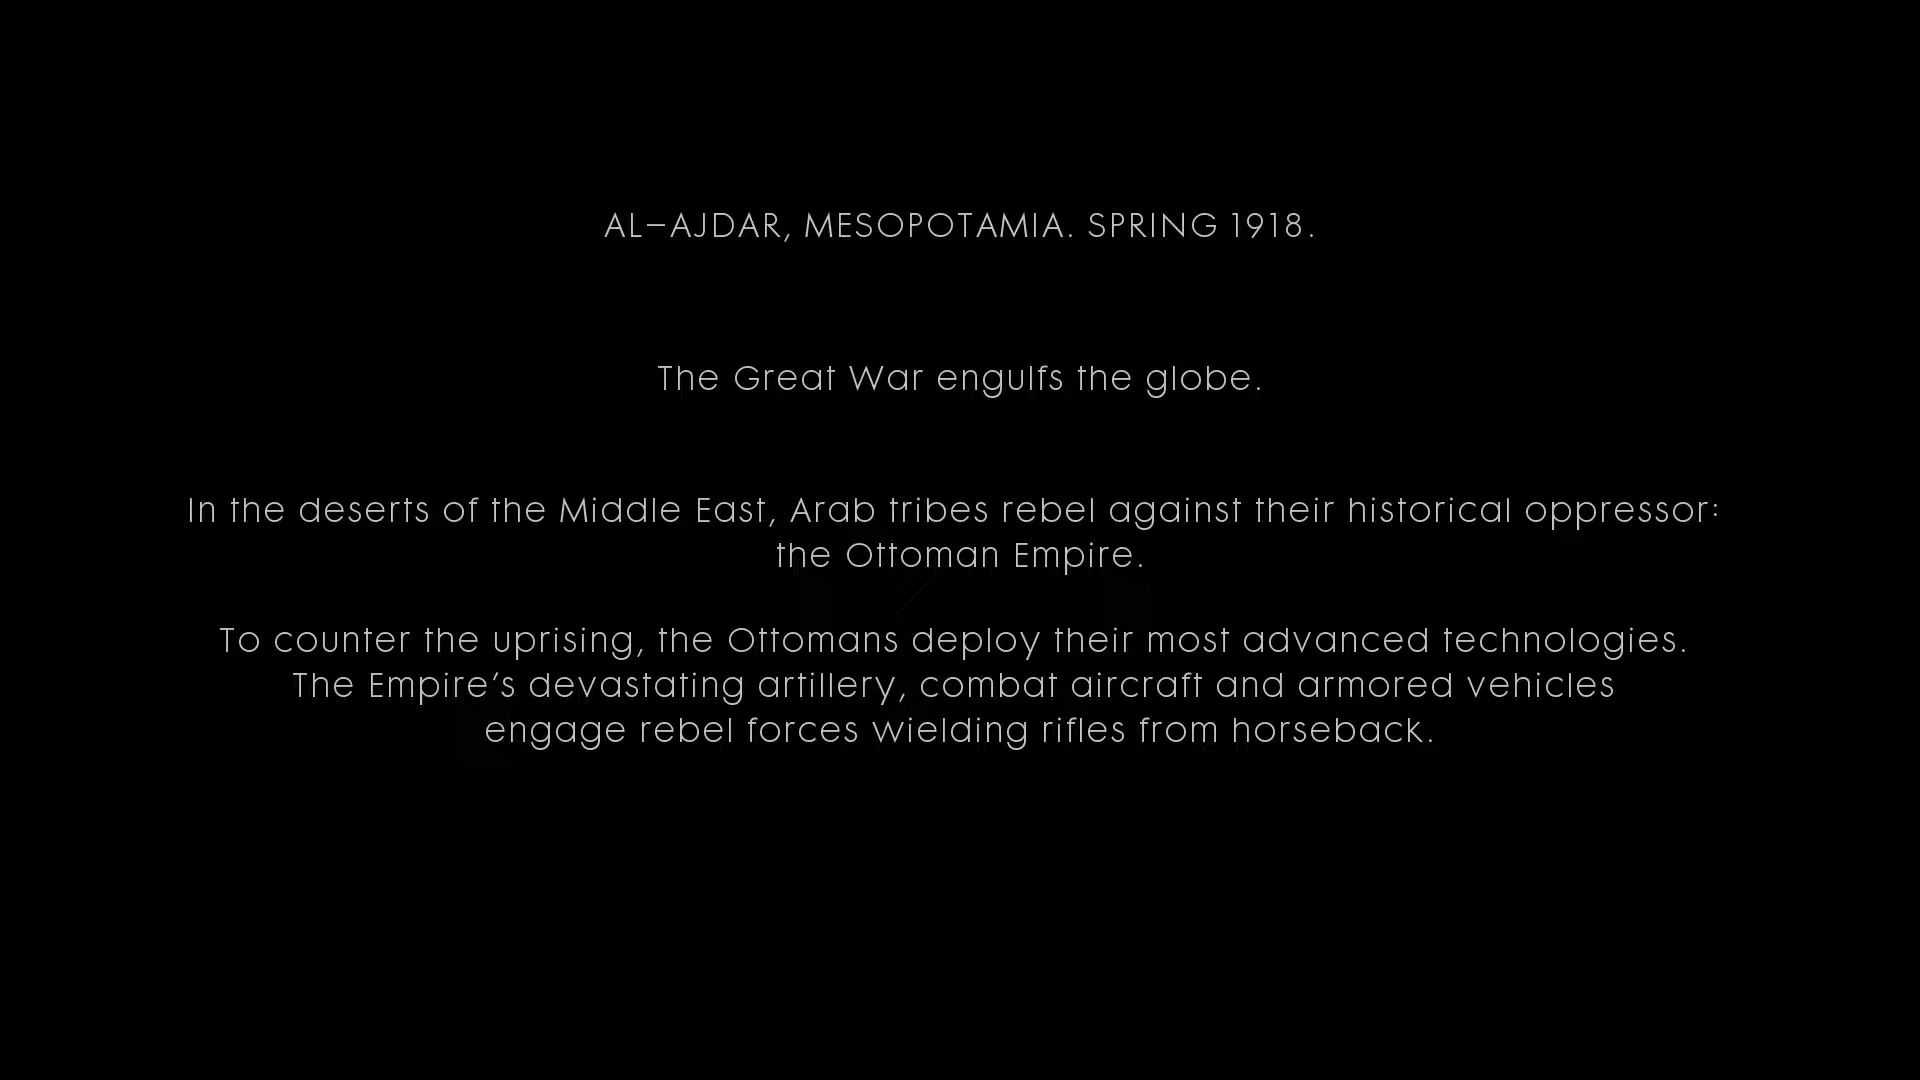 AL–AJDAR, MESOPOTAMIA. SPRING 1918.
The Great War engulfs the globe.
In the deserts of the Middle East, Arab tribes rebel against their historical oppressor:
the Ottoman Empire.
To counter the uprising, the Ottomans deploy their most advanced technologies.
The Empire’s devastating artillery, combat aircraft and armored vehicles
engage rebel forces wielding rifles from horseback.